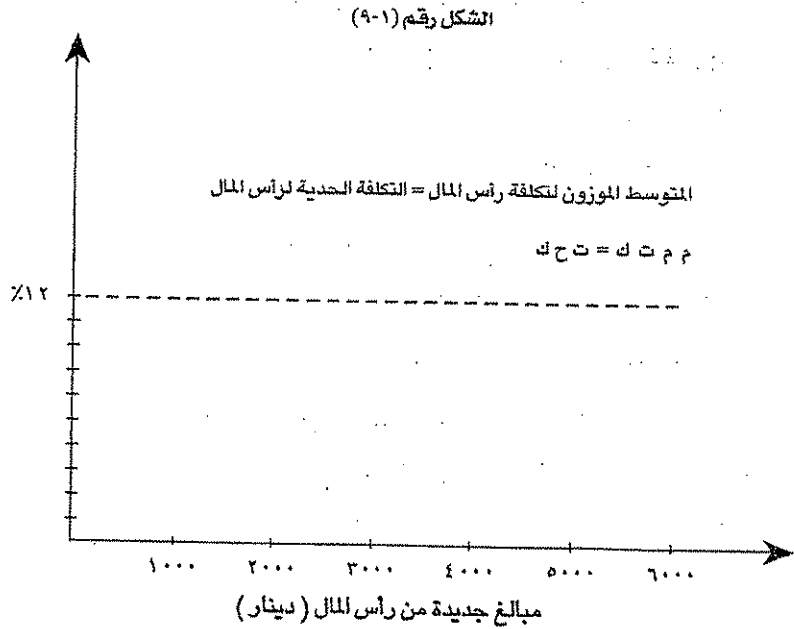 الشكل رقم (١-٩)
المتوسط الموزون لتكلفة رأس المال = التكلفة الحدية لرأس المال
م م ت ك = ت ح ك
٪١٢
١٠٠٠ ٢٠٠٠ ٣٠٠٠ ٤٠٠٠ ٥٠٠٠ ٦٠٠٠
مبالغ جديدة من رأس المال ( دينار )